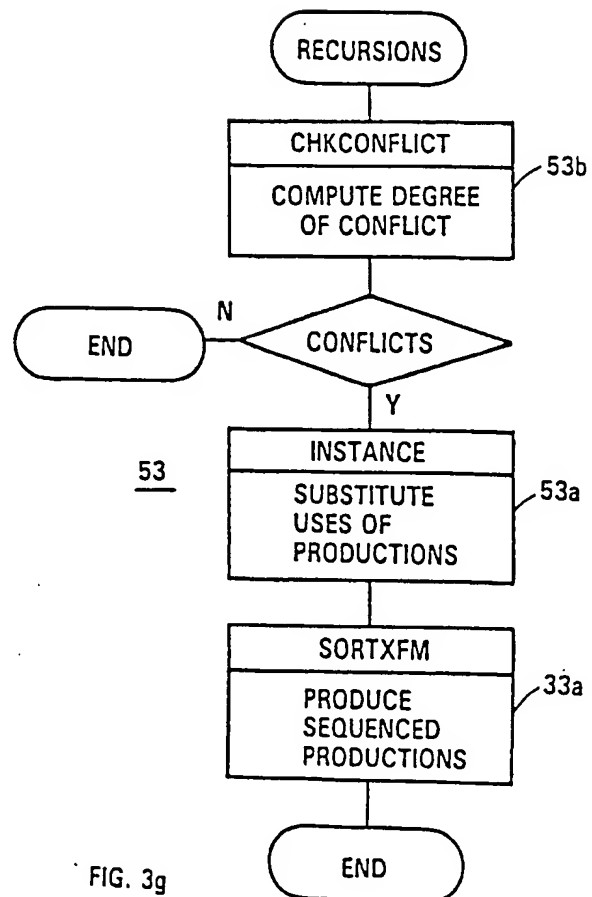 RECURSIONS
CHKCONFLICT
53b
COMPUTE DEGREE
OF CONFLICT
N
END
CONFLICTS
Y
INSTANCE
53
53a
SUBSTITUTE
USES OF
PRODUCTIONS
SORTXFM
33a
PRODUCE
SEQUENCED
PRODUCTIONS
END
FIG. 3g